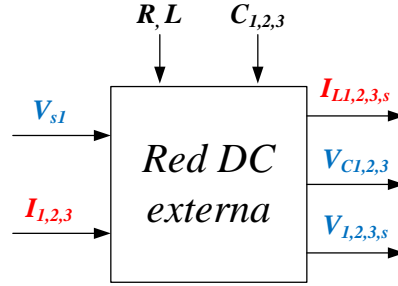 R, L
C1,2,3
Vs1
I1,2,3
Red DC
externa
IL1,2,3,s
VC1,2,3
V1,2,3,s